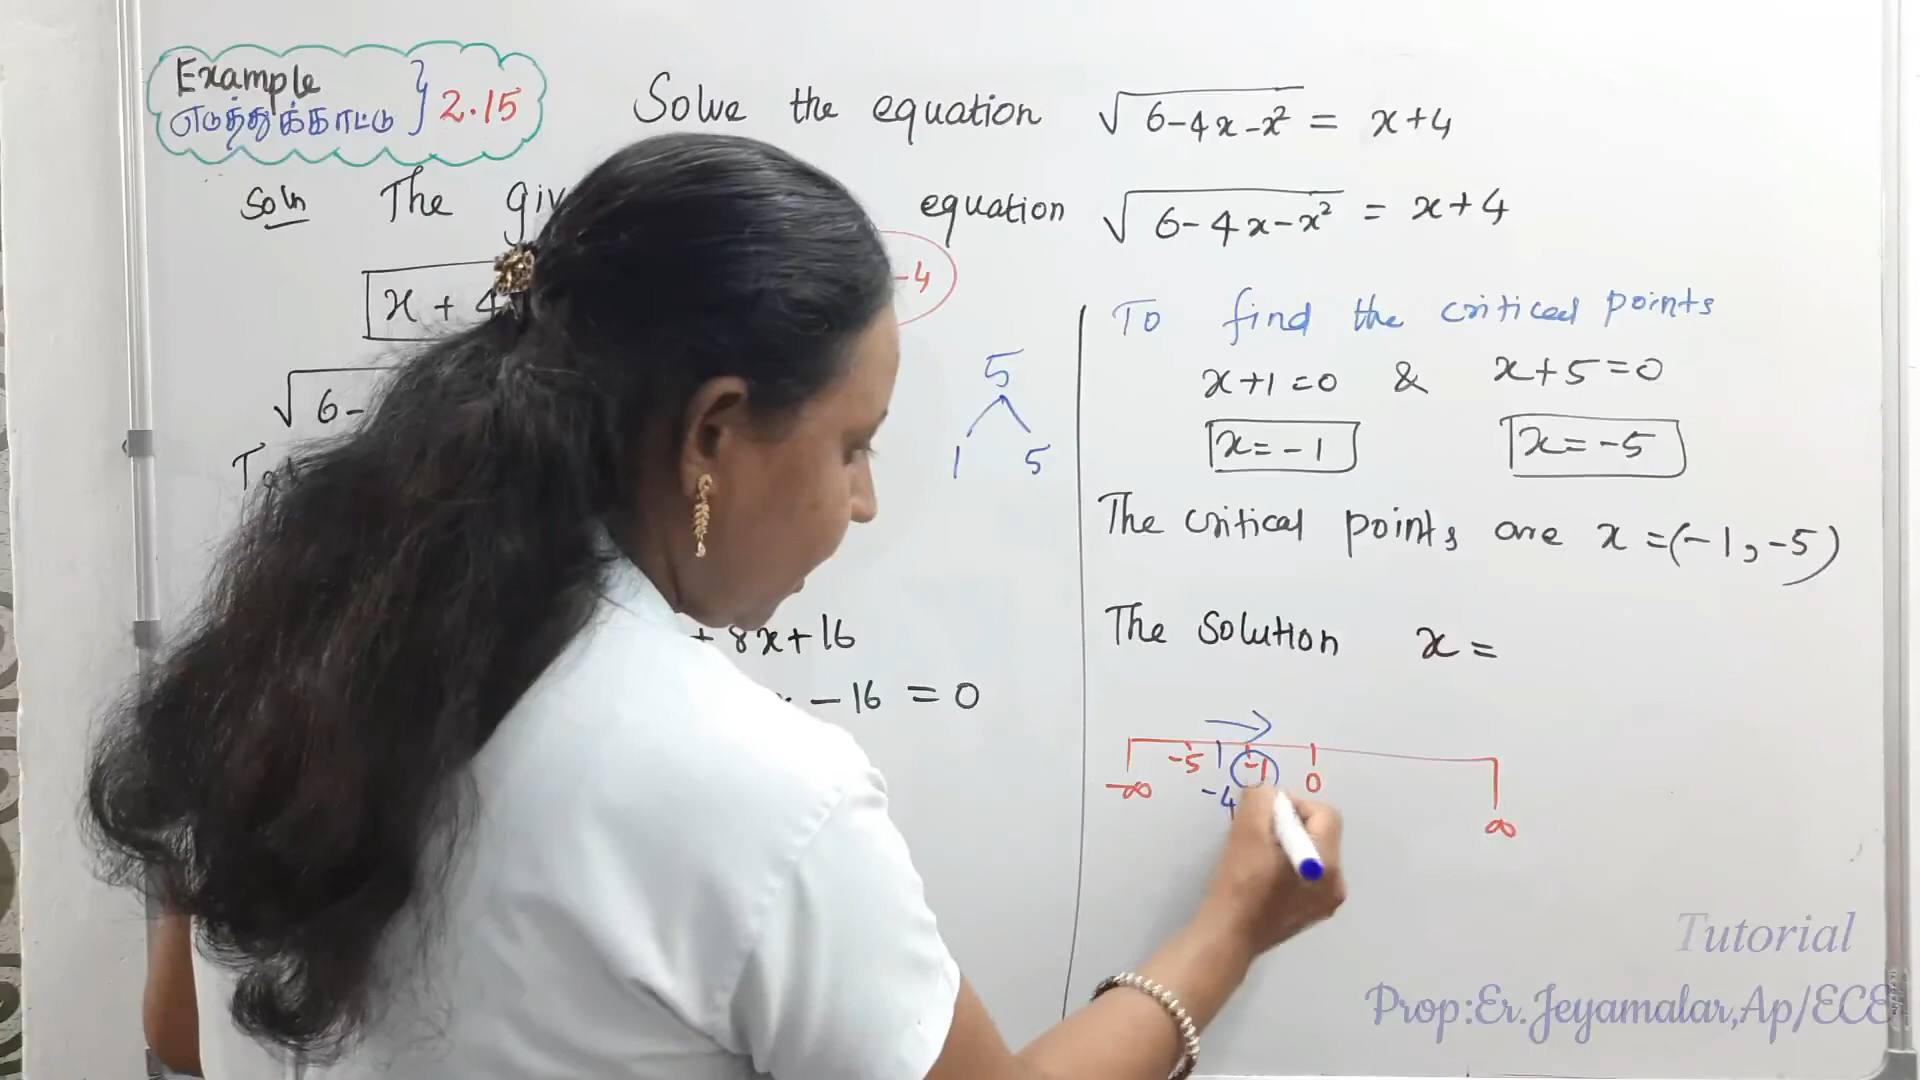 Example
எடுத்துக்காட்டு } 2.15
Solve the equation √6-4x-x² = x+4
Soln The giv
equation √6-4x-x² = x+4
x + 4
-4
√6-
5
1 5
+ 8x+16
- 16 = 0
To find the critical points
x+1=0 & x+5=0
x=-1 x=-5
The critical points are x=(-1,-5)
The Solution x=
-∞ -5 -4 -1 0 ∞
Tutorial
Prop:Er.Jeyamalar,Ap/ECE